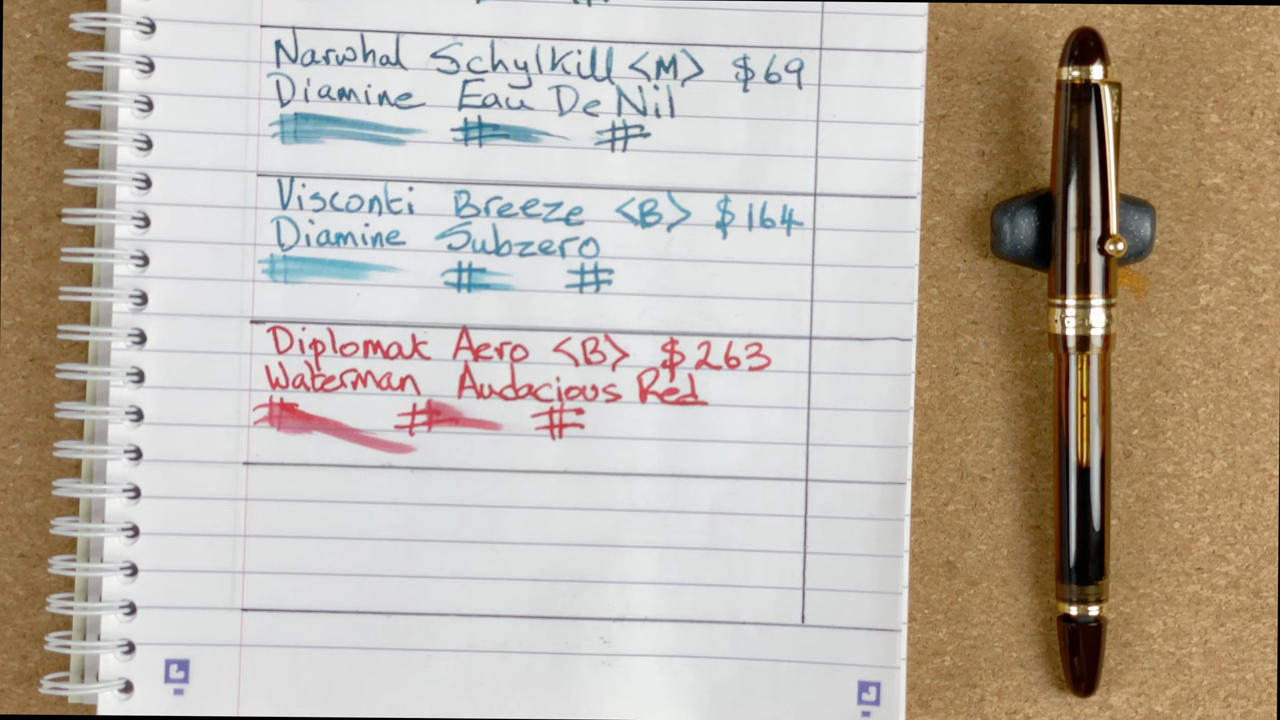 Narwhal Schylkill <M> $69
Diamine Eau De Nil
# #
Visconti Breeze <B> $164
Diamine Subzero
# #
Diplomat Aero <B> $263
Waterman Audacious Red
# # #